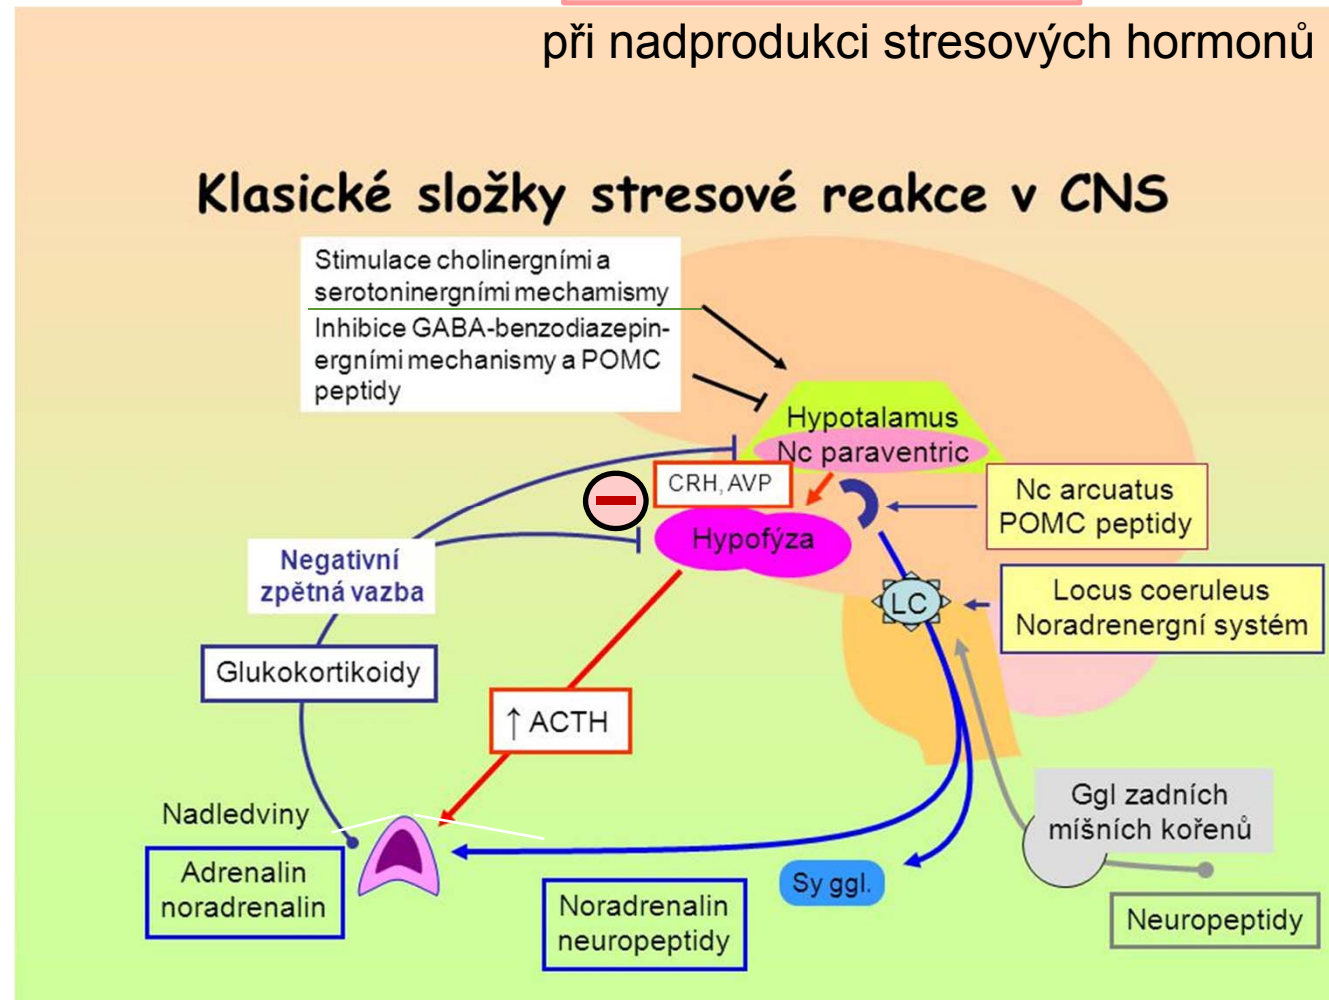 při nadprodukci stresových hormonů
Klasické složky stresové reakce v CNS
Stimulace cholinergními a
serotoninergními mechamismy
Inhibice GABA-benzodiazepin-
ergními mechanismy a POMC
peptidy
Hypotalamus
Nc paraventric
CRH, AVP
Hypofýza
Nc arcuatus
POMC peptidy
Negativní
zpětná vazba
LC
Locus coeruleus
Noradrenergní systém
Glukokortikoidy
↑ ACTH
Nadledviny
Adrenalin
noradrenalin
Noradrenalin
neuropeptidy
Sy ggl.
Ggl zadních
míšních kořenů
Neuropeptidy